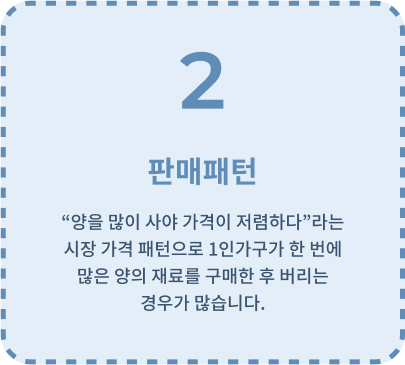 2
판매패턴
“양을 많이 사야 가격이 저렴하다”라는
시장 가격 패턴으로 1인가구가 한 번에
많은 양의 재료를 구매한 후 버리는
경우가 많습니다.